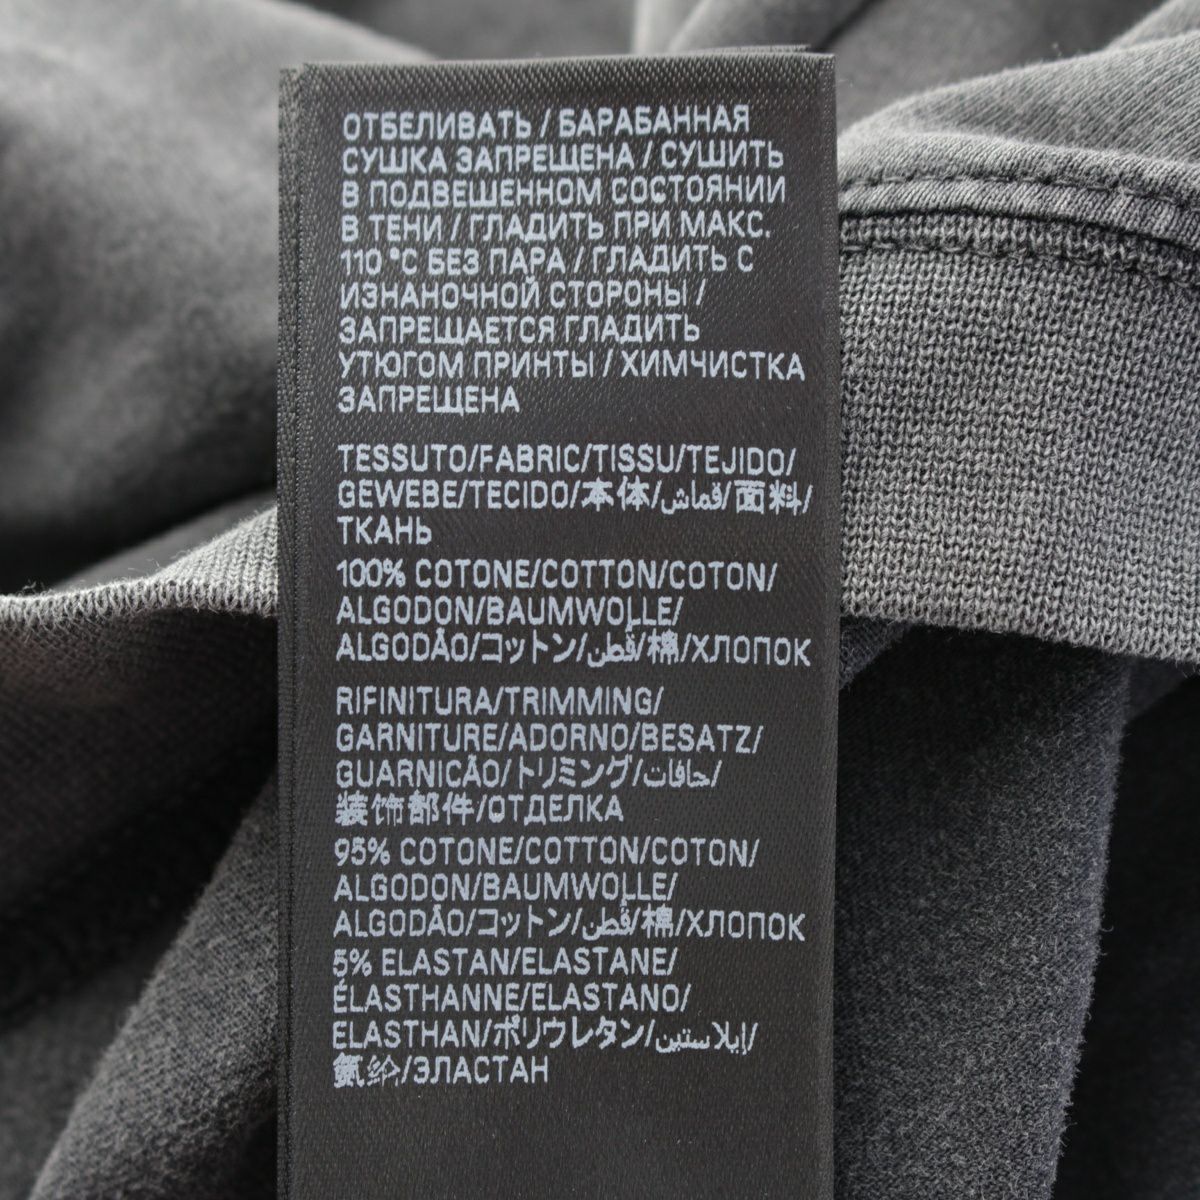 ОТБЕЛИВАТЬ / БАРАБАННАЯ
СУШКА ЗАПРЕЩЕНА / СУШИТЬ
В ПОДВЕШЕННОМ СОСТОЯНИИ
В ТЕНИ / ГЛАДИТЬ ПРИ МАКС.
110 °C БЕЗ ПАРА / ГЛАДИТЬ С
ИЗНАНОЧНОЙ СТОРОНЫ /
ЗАПРЕЩАЕТСЯ ГЛАДИТЬ
УТЮГОМ ПРИНТЫ / ХИМЧИСТКА
ЗАПРЕЩЕНА
TESSUTO/FABRIC/TISSU/TEJIDO/
GEWEBE/TECIDO/本体/قماش/面料/
ТКАНЬ
100% COTONE/COTTON/COTON/
ALGODON/BAUMWOLLE/
ALGODÃO/コットン/قطن/棉/ХЛОПОК
RIFINITURA/TRIMMING/
GARNITURE/ADORNO/BESATZ/
GUARNICÃO/トリミング/حافات/
装饰部件/ОТДЕЛКА
95% COTONE/COTTON/COTON/
ALGODON/BAUMWOLLE/
ALGODÃO/コットン/قطن/棉/ХЛОПОК
5% ELASTAN/ELASTANE/
ÉLASTHANNE/ELASTANO/
ELASTHAN/ポリウレタン/إيلاستين/
氨纶/ЭЛАСТАН